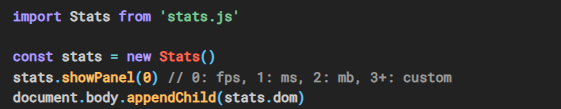 import Stats from 'stats.js'
const stats = new Stats()
stats.showPanel(0) // 0: fps, 1: ms, 2: mb, 3+: custom
document.body.appendChild(stats.dom)